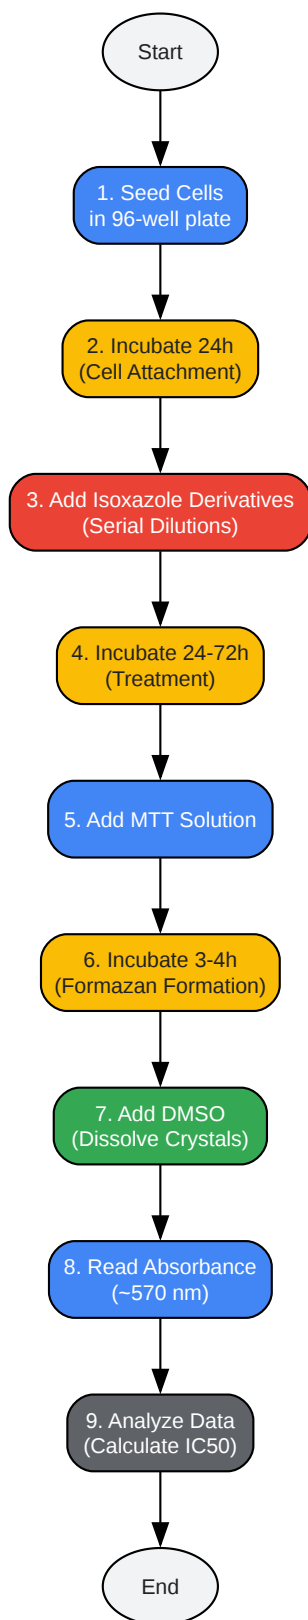 Start
1. Seed Cells
in 96-well plate
2. Incubate 24h
(Cell Attachment)
3. Add Isoxazole Derivatives
(Serial Dilutions)
4. Incubate 24-72h
(Treatment)
5. Add MTT Solution
6. Incubate 3-4h
(Formazan Formation)
7. Add DMSO
(Dissolve Crystals)
8. Read Absorbance
(~570 nm)
9. Analyze Data
(Calculate IC50)
End